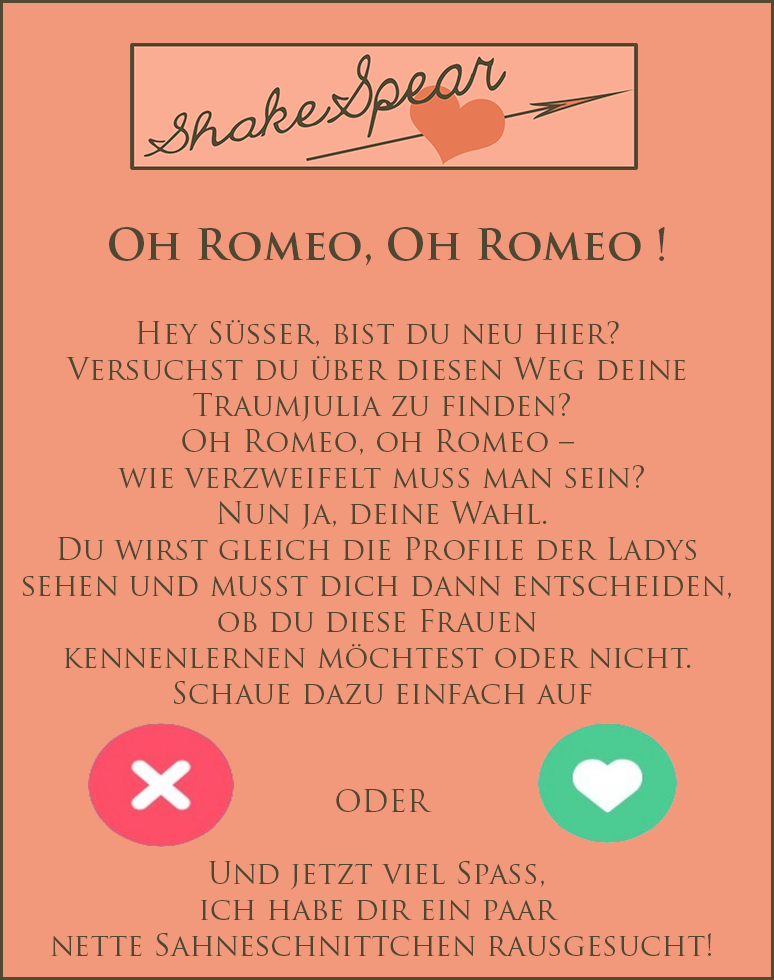 ShakeSpear
Oh Romeo, Oh Romeo !
Hey Süsser, bist du neu hier?
Versuchst du über diesen Weg deine
Traumjulia zu finden?
Oh Romeo, oh Romeo –
wie verzweifelt muss man sein?
Nun ja, deine Wahl.
Du wirst gleich die Profile der Ladys
sehen und musst dich dann entscheiden,
ob du diese Frauen
kennenlernen möchtest oder nicht.
Schaue dazu einfach auf
oder
Und jetzt viel Spass,
ich habe dir ein paar
nette Sahneschnittchen rausgesucht!